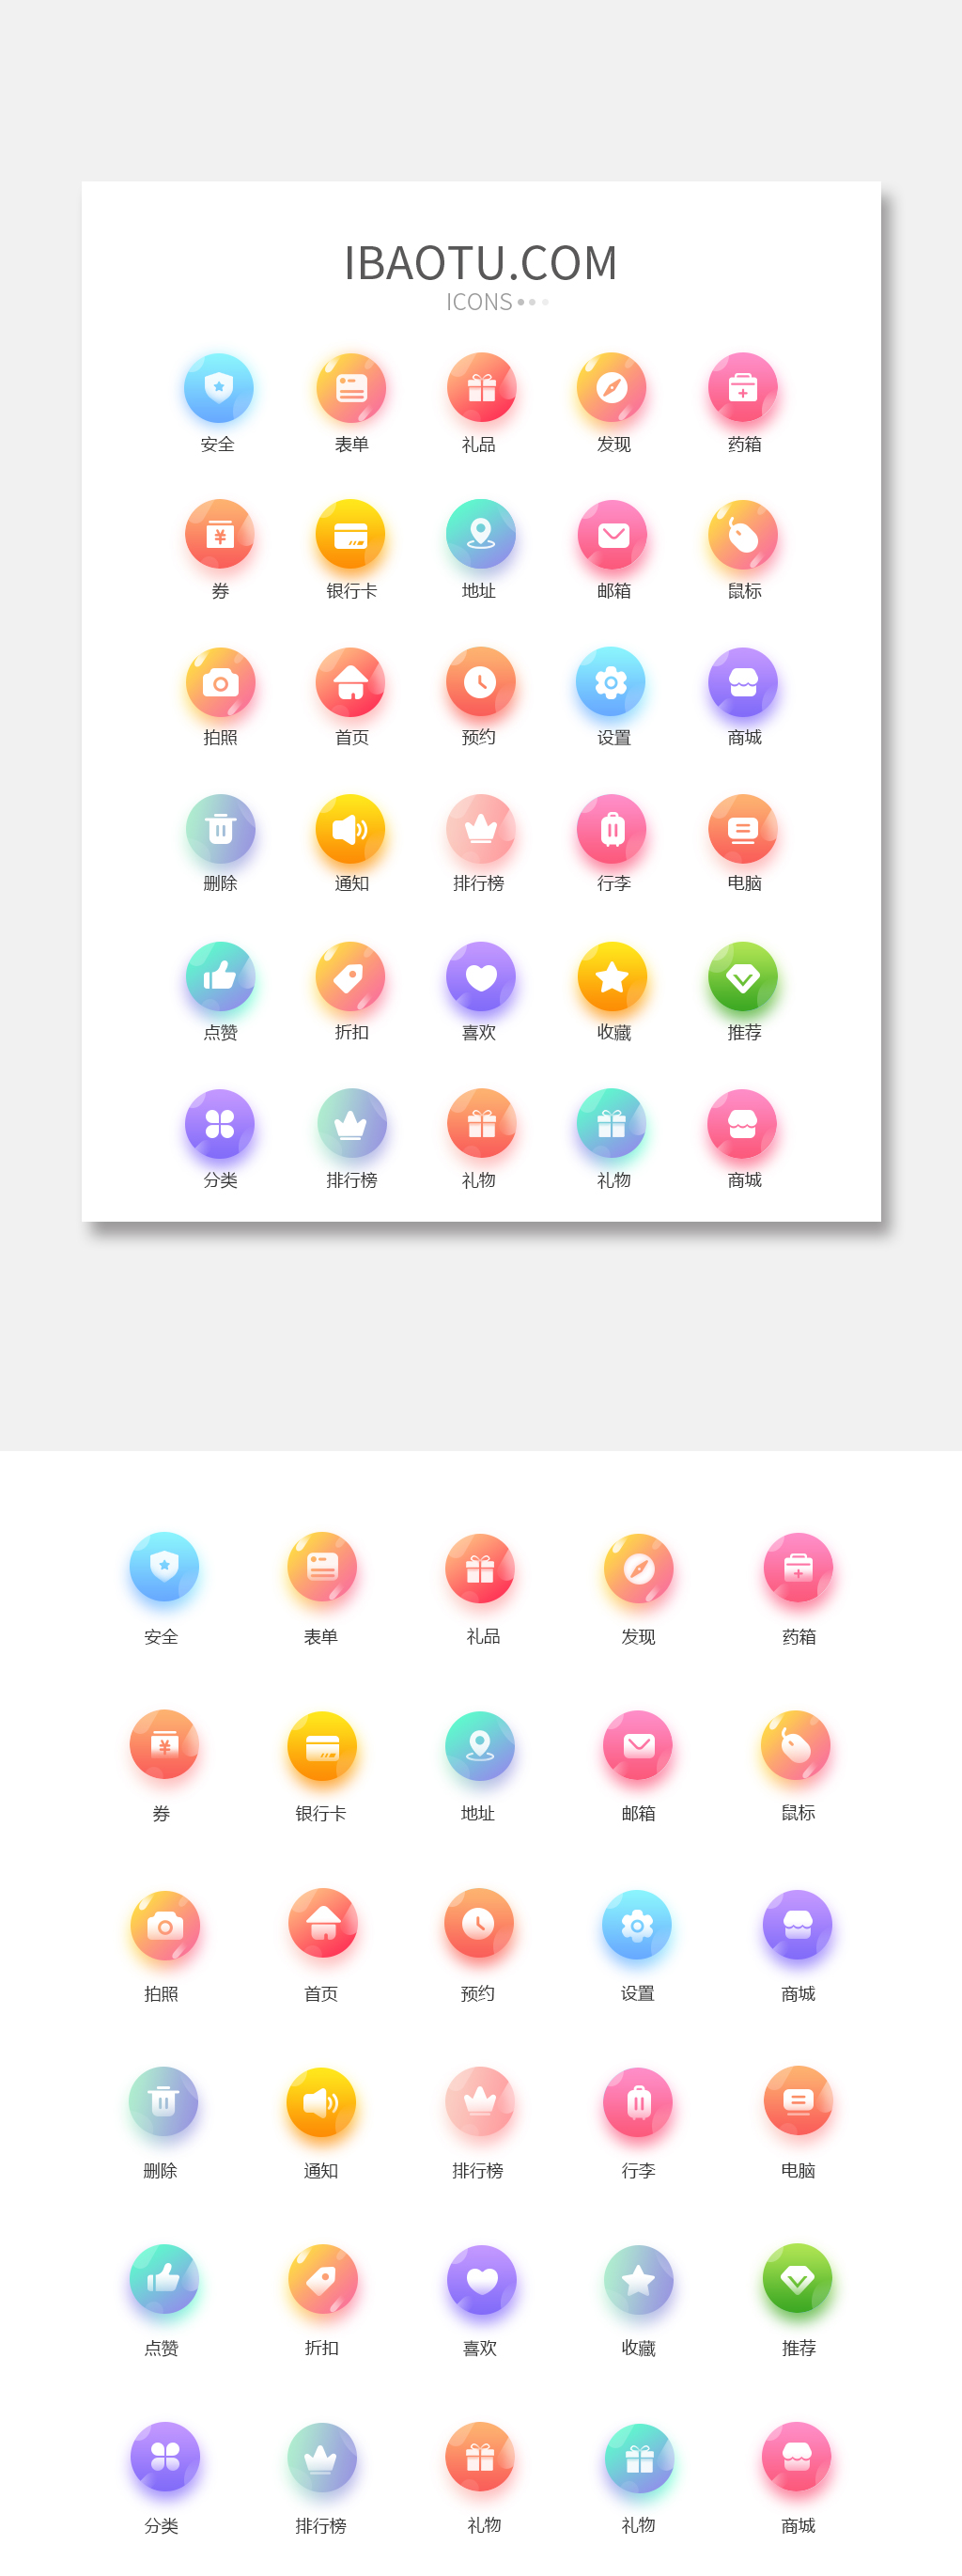 IBAOTU.COM
ICONS
安全 表单 礼品 发现 药箱
券 银行卡 地址 邮箱 鼠标
拍照 首页 预约 设置 商城
删除 通知 排行榜 行李 电脑
点赞 折扣 喜欢 收藏 推荐
分类 排行榜 礼物 礼物 商城
安全 表单 礼品 发现 药箱
券 银行卡 地址 邮箱 鼠标
拍照 首页 预约 设置 商城
删除 通知 排行榜 行李 电脑
点赞 折扣 喜欢 收藏 推荐
分类 排行榜 礼物 礼物 商城